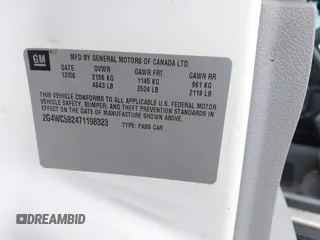 GM
MFD BY GENERAL MOTORS OF CANADA LTD.
DATE GVWR GAWR FRT GAWR RR
12/06 2106 KG 1145 KG 961 KG
4643 LB 2524 LB 2119 LB
THIS VEHICLE CONFORMS TO ALL APPLICABLE U.S. FEDERAL MOTOR VEHICLE
SAFETY, BUMPER, AND THEFT PREVENTION STANDARDS IN
EFFECT ON THE DATE OF MANUFACTURE SHOWN ABOVE.
2G4WC582471198323 TYPE: PASS CAR
DREAMBID